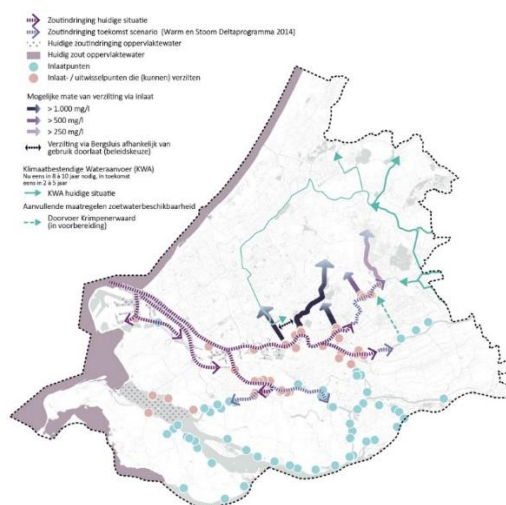 Zoutindringing huidige situatie
Zoutindringing toekomst scenario (Warm en Stoom Deltaprogramma 2014)
Huidige zoutindringing oppervlaktewater
Huidig zout oppervlaktewater
Inlaatpunten
Inlaat- / uitwisselpunten die (kunnen) verzilten
Mogelijke mate van verzilting via inlaat
> 1.000 mg/l
> 500 mg/l
> 250 mg/l
Verzilting via Bergsluis afhankelijk van
gebruik doorlaat (beleidskeuze)
Klimaatbestendige Wateraanvoer (KWA)
Nu eens in 8 à 10 jaar nodig, in toekomst
eens in 2 à 5 jaar
KWA huidige situatie
Aanvullende maatregelen zoetwaterbeschikbaarheid
Doorvoer Krimpenerwaard
(in voorbereiding)